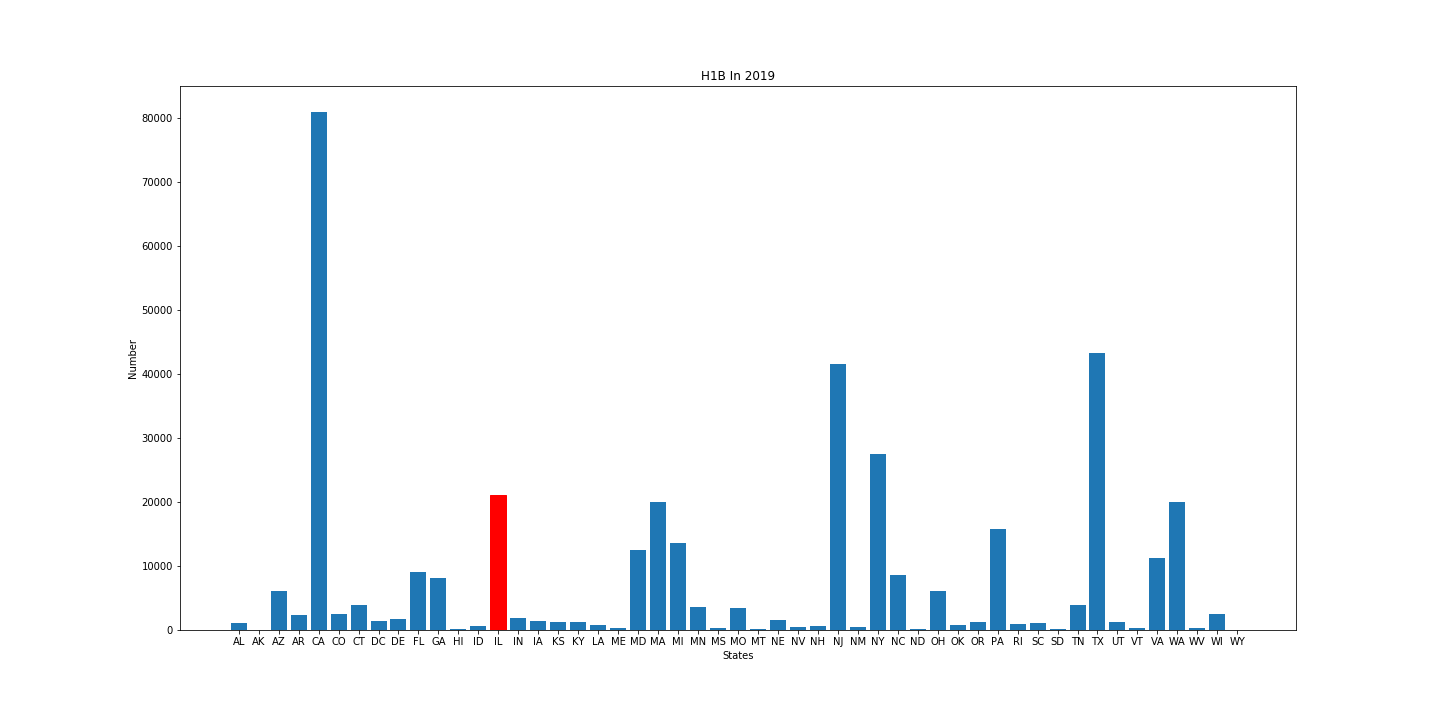 H1B In 2019
80000
70000
60000
50000
40000
30000
20000
10000
0
Number
AL AK AZ AR CA CO CT DC DE FL GA HI ID IL IN IA KS KY LA ME MD MA MI MN MS MO MT NE NV NH NJ NM NY NC ND OH OK OR PA RI SC SD TN TX UT VT VA WA WV WI WY
States